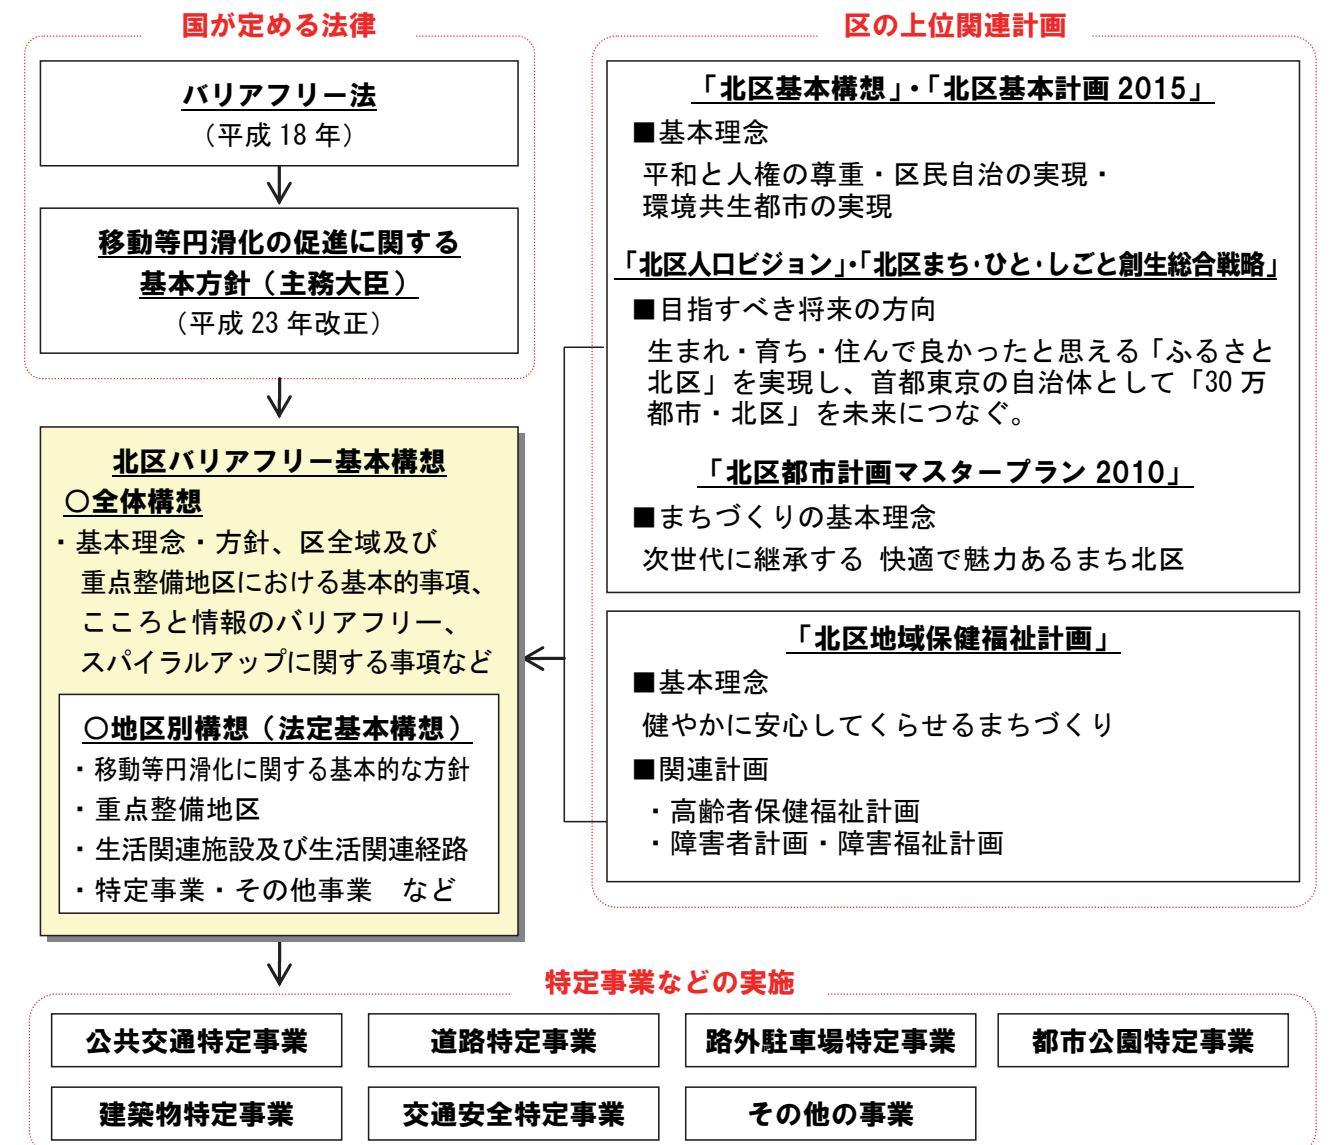 国が定める法律
バリアフリー法
（平成 18 年）
移動等円滑化の促進に関する
基本方針（主務大臣）
（平成 23 年改正）
北区バリアフリー基本構想
〇全体構想
・基本理念・方針、区全域及び
重点整備地区における基本的事項、
こころと情報のバリアフリー、
スパイラルアップに関する事項など
〇地区別構想（法定基本構想）
・移動等円滑化に関する基本的な方針
・重点整備地区
・生活関連施設及び生活関連経路
・特定事業・その他事業　など
区の上位関連計画
「北区基本構想」・「北区基本計画 2015」
■基本理念
平和と人権の尊重・区民自治の実現・
環境共生都市の実現
「北区人口ビジョン」・「北区まち・ひと・しごと創生総合戦略」
■目指すべき将来の方向
生まれ・育ち・住んで良かったと思える「ふるさと
北区」を実現し、首都東京の自治体として「30 万
都市・北区」を未来につなぐ。
「北区都市計画マスタープラン 2010」
■まちづくりの基本理念
次世代に継承する 快適で魅力あるまち北区
「北区地域保健福祉計画」
■基本理念
健やかに安心してくらせるまちづくり
■関連計画
・高齢者保健福祉計画
・障害者計画・障害福祉計画
特定事業などの実施
公共交通特定事業
道路特定事業
路外駐車場特定事業
都市公園特定事業
建築物特定事業
交通安全特定事業
その他の事業